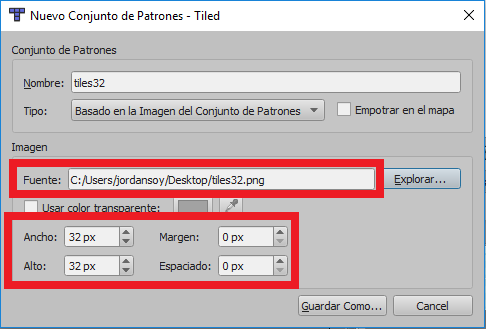 Nuevo Conjunto de Patrones - Tiled
Conjunto de Patrones
Nombre: tiles32
Tipo: Basado en la Imagen del Conjunto de Patrones Empotrar en el mapa
Imagen
Fuente: C:/Users/jordansoy/Desktop/tiles32.png Explorar...
Usar color transparente:
Ancho: 32 px Margen: 0 px
Alto: 32 px Espaciado: 0 px
Guardar Como... Cancel